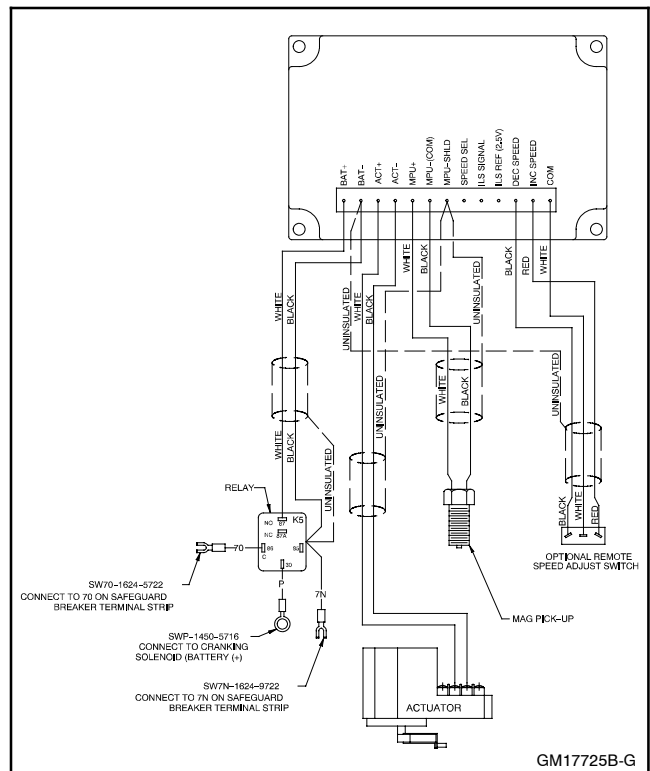 BAT+
BAT-
ACT+
ACT-
MPU+
MPU-(COM)
MPU-SHLD
SPEED SEL
ILS SIGNAL
ILS REF (2.5V)
DEC SPEED
INC SPEED
COM
WHITE
BLACK
BLACK
RED
WHITE
WHITE
BLACK
UNINSULATED
WHITE
BLACK
UNINSULATED
UNINSULATED
WHITE
BLACK
WHITE
BLACK
UNINSULATED
UNINSULATED
RELAY
K5
NO
87
NC
87A
86
C
30
70
P
7N
BLACK
WHITE
RED
OPTIONAL REMOTE
SPEED ADJUST SWITCH
SW70-1624-5722
CONNECT TO 70 ON SAFEGUARD
BREAKER TERMINAL STRIP
SWP-1450-5716
CONNECT TO CRANKING
SOLENOID (BATTERY (+)
SW7N-1624-9722
CONNECT TO 7N ON SAFEGUARD
BREAKER TERMINAL STRIP
MAG PICK-UP
ACTUATOR
GM17725B-G